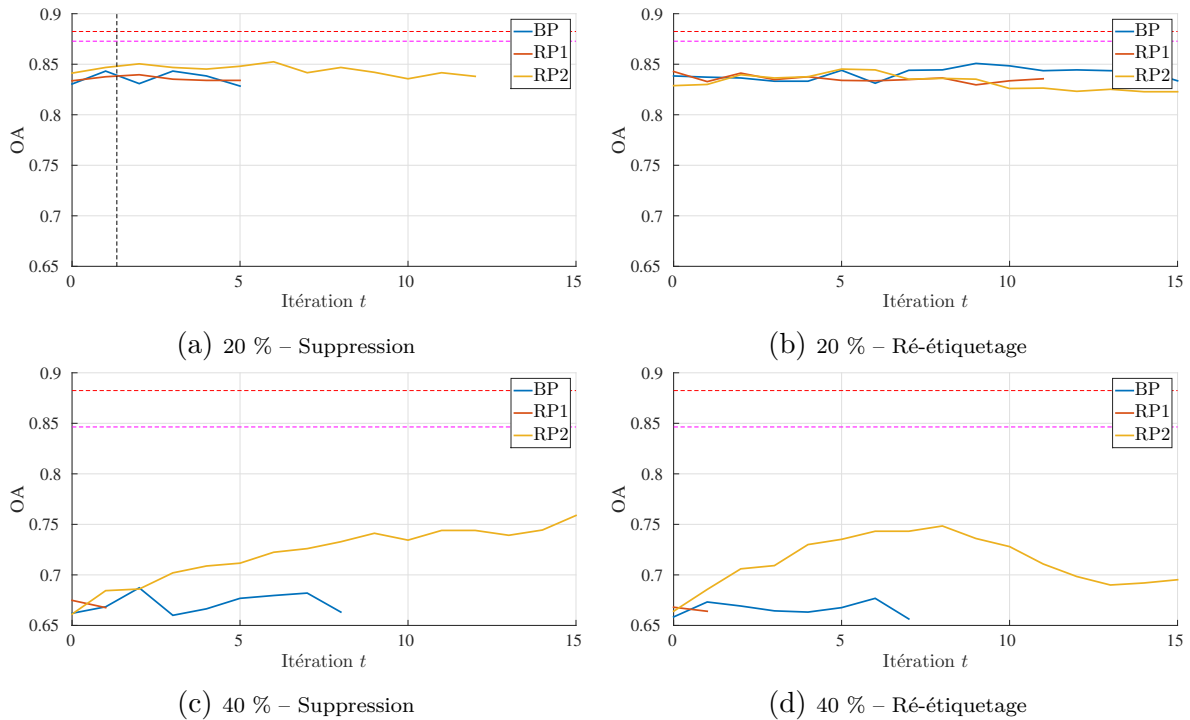 0.9
0.85
0.8
0.75
0.7
0.65
OA
0 5 10 15
Itération t
BP
RP1
RP2
(a) 20 % – Suppression
0.9
0.85
0.8
0.75
0.7
0.65
OA
0 5 10 15
Itération t
BP
RP1
RP2
(b) 20 % – Ré-étiquetage
0.9
0.85
0.8
0.75
0.7
0.65
OA
0 5 10 15
Itération t
BP
RP1
RP2
(c) 40 % – Suppression
0.9
0.85
0.8
0.75
0.7
0.65
OA
0 5 10 15
Itération t
BP
RP1
RP2
(d) 40 % – Ré-étiquetage